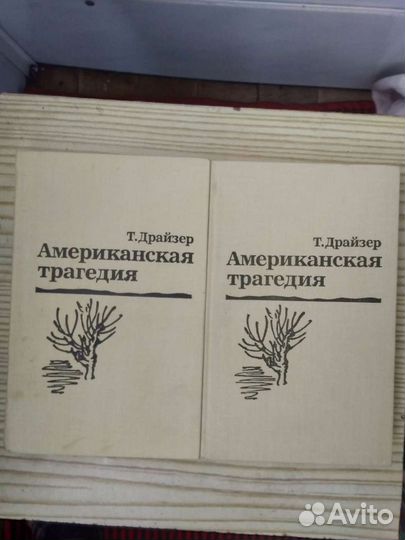 Т.Драйзер
Американская
трагедия
Т.Драйзер
Американская
трагедия
Avito